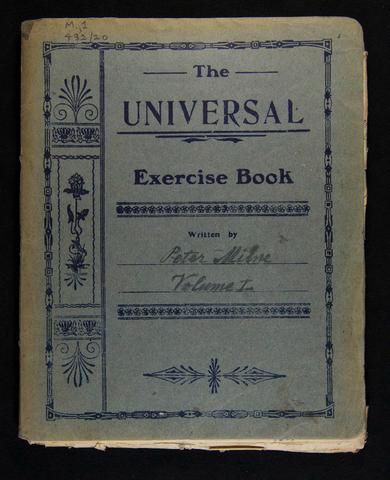 M.1
432/20
The
UNIVERSAL
Exercise Book
Written by
Peter Milne
Volume I